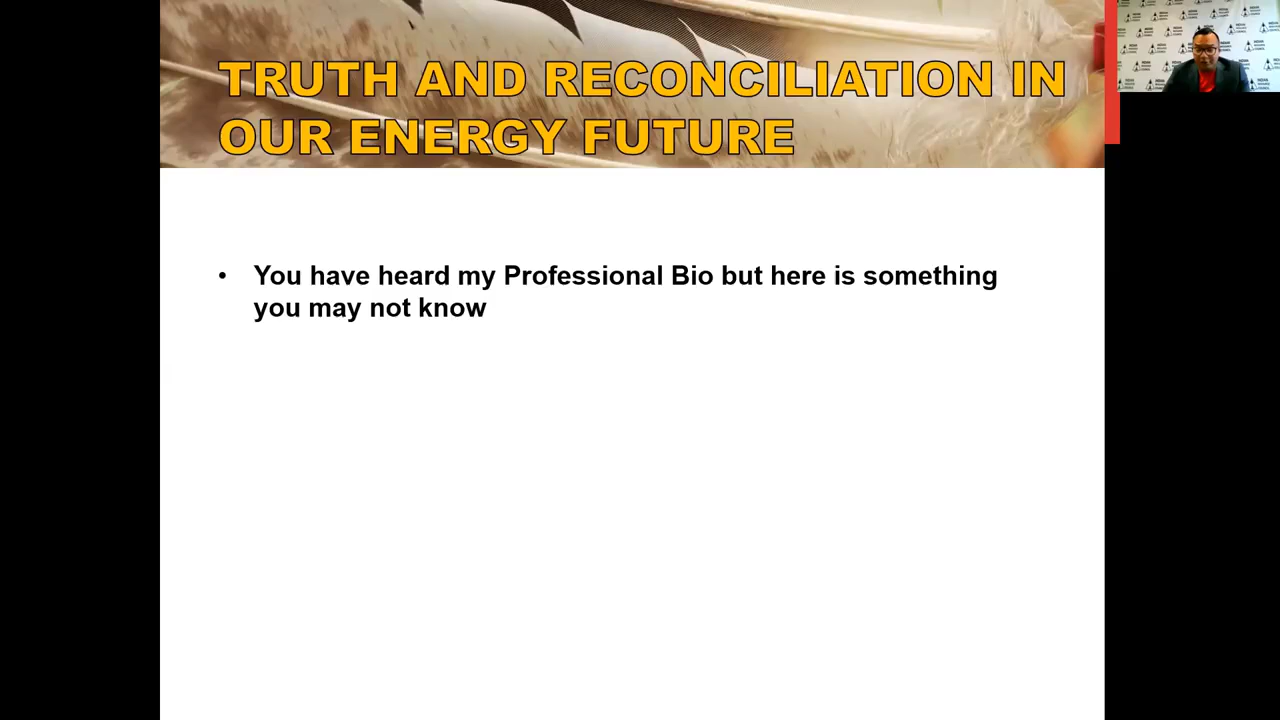 TRUTH AND RECONCILIATION IN
OUR ENERGY FUTURE
• You have heard my Professional Bio but here is something
you may not know